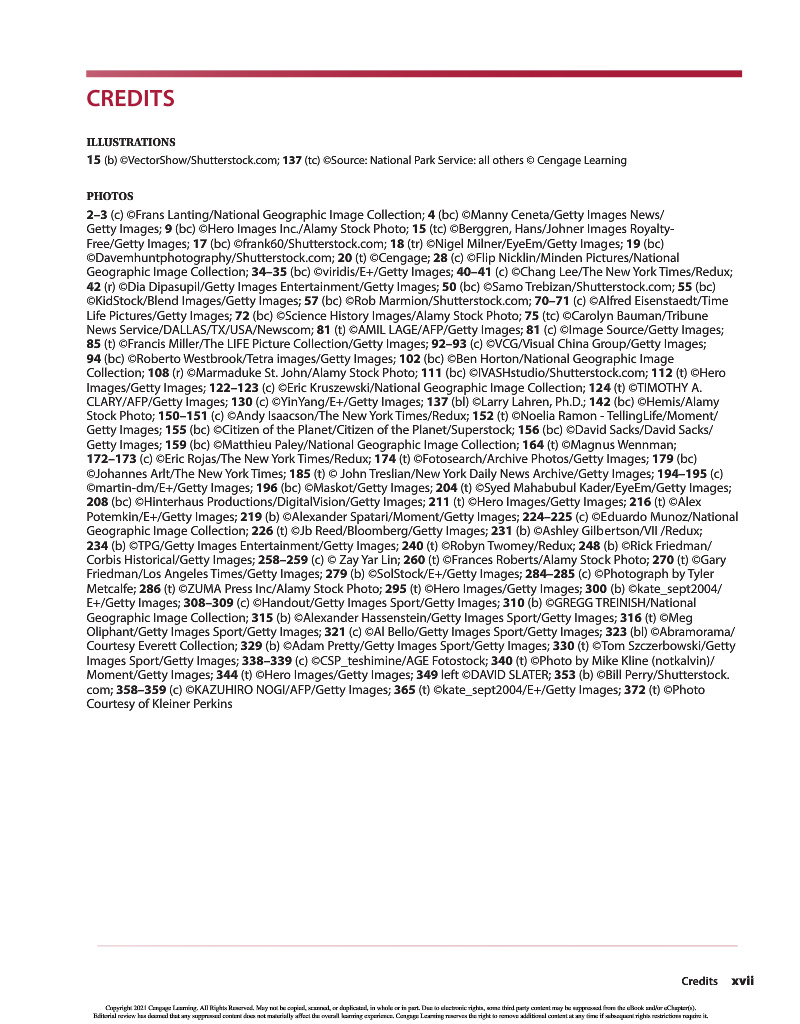 CREDITS
ILLUSTRATIONS
15 (b) ©VectorShow/Shutterstock.com; 137 (tc) ©Source: National Park Service: all others © Cengage Learning
PHOTOS
2–3 (c) ©Frans Lanting/National Geographic Image Collection; 4 (bc) ©Manny Ceneta/Getty Images News/
Getty Images; 9 (bc) ©Hero Images Inc./Alamy Stock Photo; 15 (tc) ©Berggren, Hans/Johner Images Royalty-
Free/Getty Images; 17 (bc) ©frank60/Shutterstock.com; 18 (tr) ©Nigel Milner/EyeEm/Getty Images; 19 (bc)
©Davemhuntphotography/Shutterstock.com; 20 (t) ©Cengage; 28 (c) ©Flip Nicklin/Minden Pictures/National
Geographic Image Collection; 34–35 (bc) ©viridis/E+/Getty Images; 40–41 (c) ©Chang Lee/The New York Times/Redux;
42 (r) ©Dia Dipasupil/Getty Images Entertainment/Getty Images; 50 (bc) ©Samo Trebizan/Shutterstock.com; 55 (bc)
©KidStock/Blend Images/Getty Images; 57 (bc) ©Rob Marmion/Shutterstock.com; 70–71 (c) ©Alfred Eisenstaedt/Time
Life Pictures/Getty Images; 72 (bc) ©Science History Images/Alamy Stock Photo; 75 (tc) ©Carolyn Bauman/Tribune
News Service/DALLAS/TX/USA/Newscom; 81 (t) ©AMIL LAGE/AFP/Getty Images; 81 (c) ©Image Source/Getty Images;
85 (t) ©Francis Miller/The LIFE Picture Collection/Getty Images; 92–93 (c) ©VCG/Visual China Group/Getty Images;
94 (bc) ©Roberto Westbrook/Tetra images/Getty Images; 102 (bc) ©Ben Horton/National Geographic Image
Collection; 108 (r) ©Marmaduke St. John/Alamy Stock Photo; 111 (bc) ©IVASHstudio/Shutterstock.com; 112 (t) ©Hero
Images/Getty Images; 122–123 (c) ©Eric Kruszewski/National Geographic Image Collection; 124 (t) ©TIMOTHY A.
CLARY/AFP/Getty Images; 130 (c) ©YinYang/E+/Getty Images; 137 (bl) ©Larry Lahren, Ph.D.; 142 (bc) ©Hemis/Alamy
Stock Photo; 150–151 (c) ©Andy Isaacson/The New York Times/Redux; 152 (t) ©Noelia Ramon - TellingLife/Moment/
Getty Images; 155 (bc) ©Citizen of the Planet/Citizen of the Planet/Superstock; 156 (bc) ©David Sacks/David Sacks/
Getty Images; 159 (bc) ©Matthieu Paley/National Geographic Image Collection; 164 (t) ©Magnus Wennman;
172–173 (c) ©Eric Rojas/The New York Times/Redux; 174 (t) ©Fotosearch/Archive Photos/Getty Images; 179 (bc)
©Johannes Arlt/The New York Times; 185 (t) © John Treslian/New York Daily News Archive/Getty Images; 194–195 (c)
©martin-dm/E+/Getty Images; 196 (bc) ©Maskot/Getty Images; 204 (t) ©Syed Mahabubul Kader/EyeEm/Getty Images;
208 (bc) ©Hinterhaus Productions/DigitalVision/Getty Images; 211 (t) ©Hero Images/Getty Images; 216 (t) ©Alex
Potemkin/E+/Getty Images; 219 (b) ©Alexander Spatari/Moment/Getty Images; 224–225 (c) ©Eduardo Munoz/National
Geographic Image Collection; 226 (t) ©Jb Reed/Bloomberg/Getty Images; 231 (b) ©Ashley Gilbertson/VII /Redux;
234 (b) ©TPG/Getty Images Entertainment/Getty Images; 240 (t) ©Robyn Twomey/Redux; 248 (b) ©Rick Friedman/
Corbis Historical/Getty Images; 258–259 (c) © Zay Yar Lin; 260 (t) ©Frances Roberts/Alamy Stock Photo; 270 (t) ©Gary
Friedman/Los Angeles Times/Getty Images; 279 (b) ©SolStock/E+/Getty Images; 284–285 (c) ©Photograph by Tyler
Metcalfe; 286 (t) ©ZUMA Press Inc/Alamy Stock Photo; 295 (t) ©Hero Images/Getty Images; 300 (b) ©kate_sept2004/
E+/Getty Images; 308–309 (c) ©Handout/Getty Images Sport/Getty Images; 310 (b) ©GREGG TREINISH/National
Geographic Image Collection; 315 (b) ©Alexander Hassenstein/Getty Images Sport/Getty Images; 316 (t) ©Meg
Oliphant/Getty Images Sport/Getty Images; 321 (c) ©Al Bello/Getty Images Sport/Getty Images; 323 (bl) ©Abramorama/
Courtesy Everett Collection; 329 (b) ©Adam Pretty/Getty Images Sport/Getty Images; 330 (t) ©Tom Szczerbowski/Getty
Images Sport/Getty Images; 338–339 (c) ©CSP_teshimine/AGE Fotostock; 340 (t) ©Photo by Mike Kline (notkalvin)/
Moment/Getty Images; 344 (t) ©Hero Images/Getty Images; 349 left ©DAVID SLATER; 353 (b) ©Bill Perry/Shutterstock.
com; 358–359 (c) ©KAZUHIRO NOGI/AFP/Getty Images; 365 (t) ©kate_sept2004/E+/Getty Images; 372 (t) ©Photo
Courtesy of Kleiner Perkins
Credits xvii
Copyright 2021 Cengage Learning. All Rights Reserved. May not be copied, scanned, or duplicated, in whole or in part. Due to electronic rights, some third party content may be suppressed from the eBook and/or eChapter(s).
Editorial review has deemed that any suppressed content does not materially affect the overall learning experience. Cengage Learning reserves the right to remove additional content at any time if subsequent rights restrictions require it.